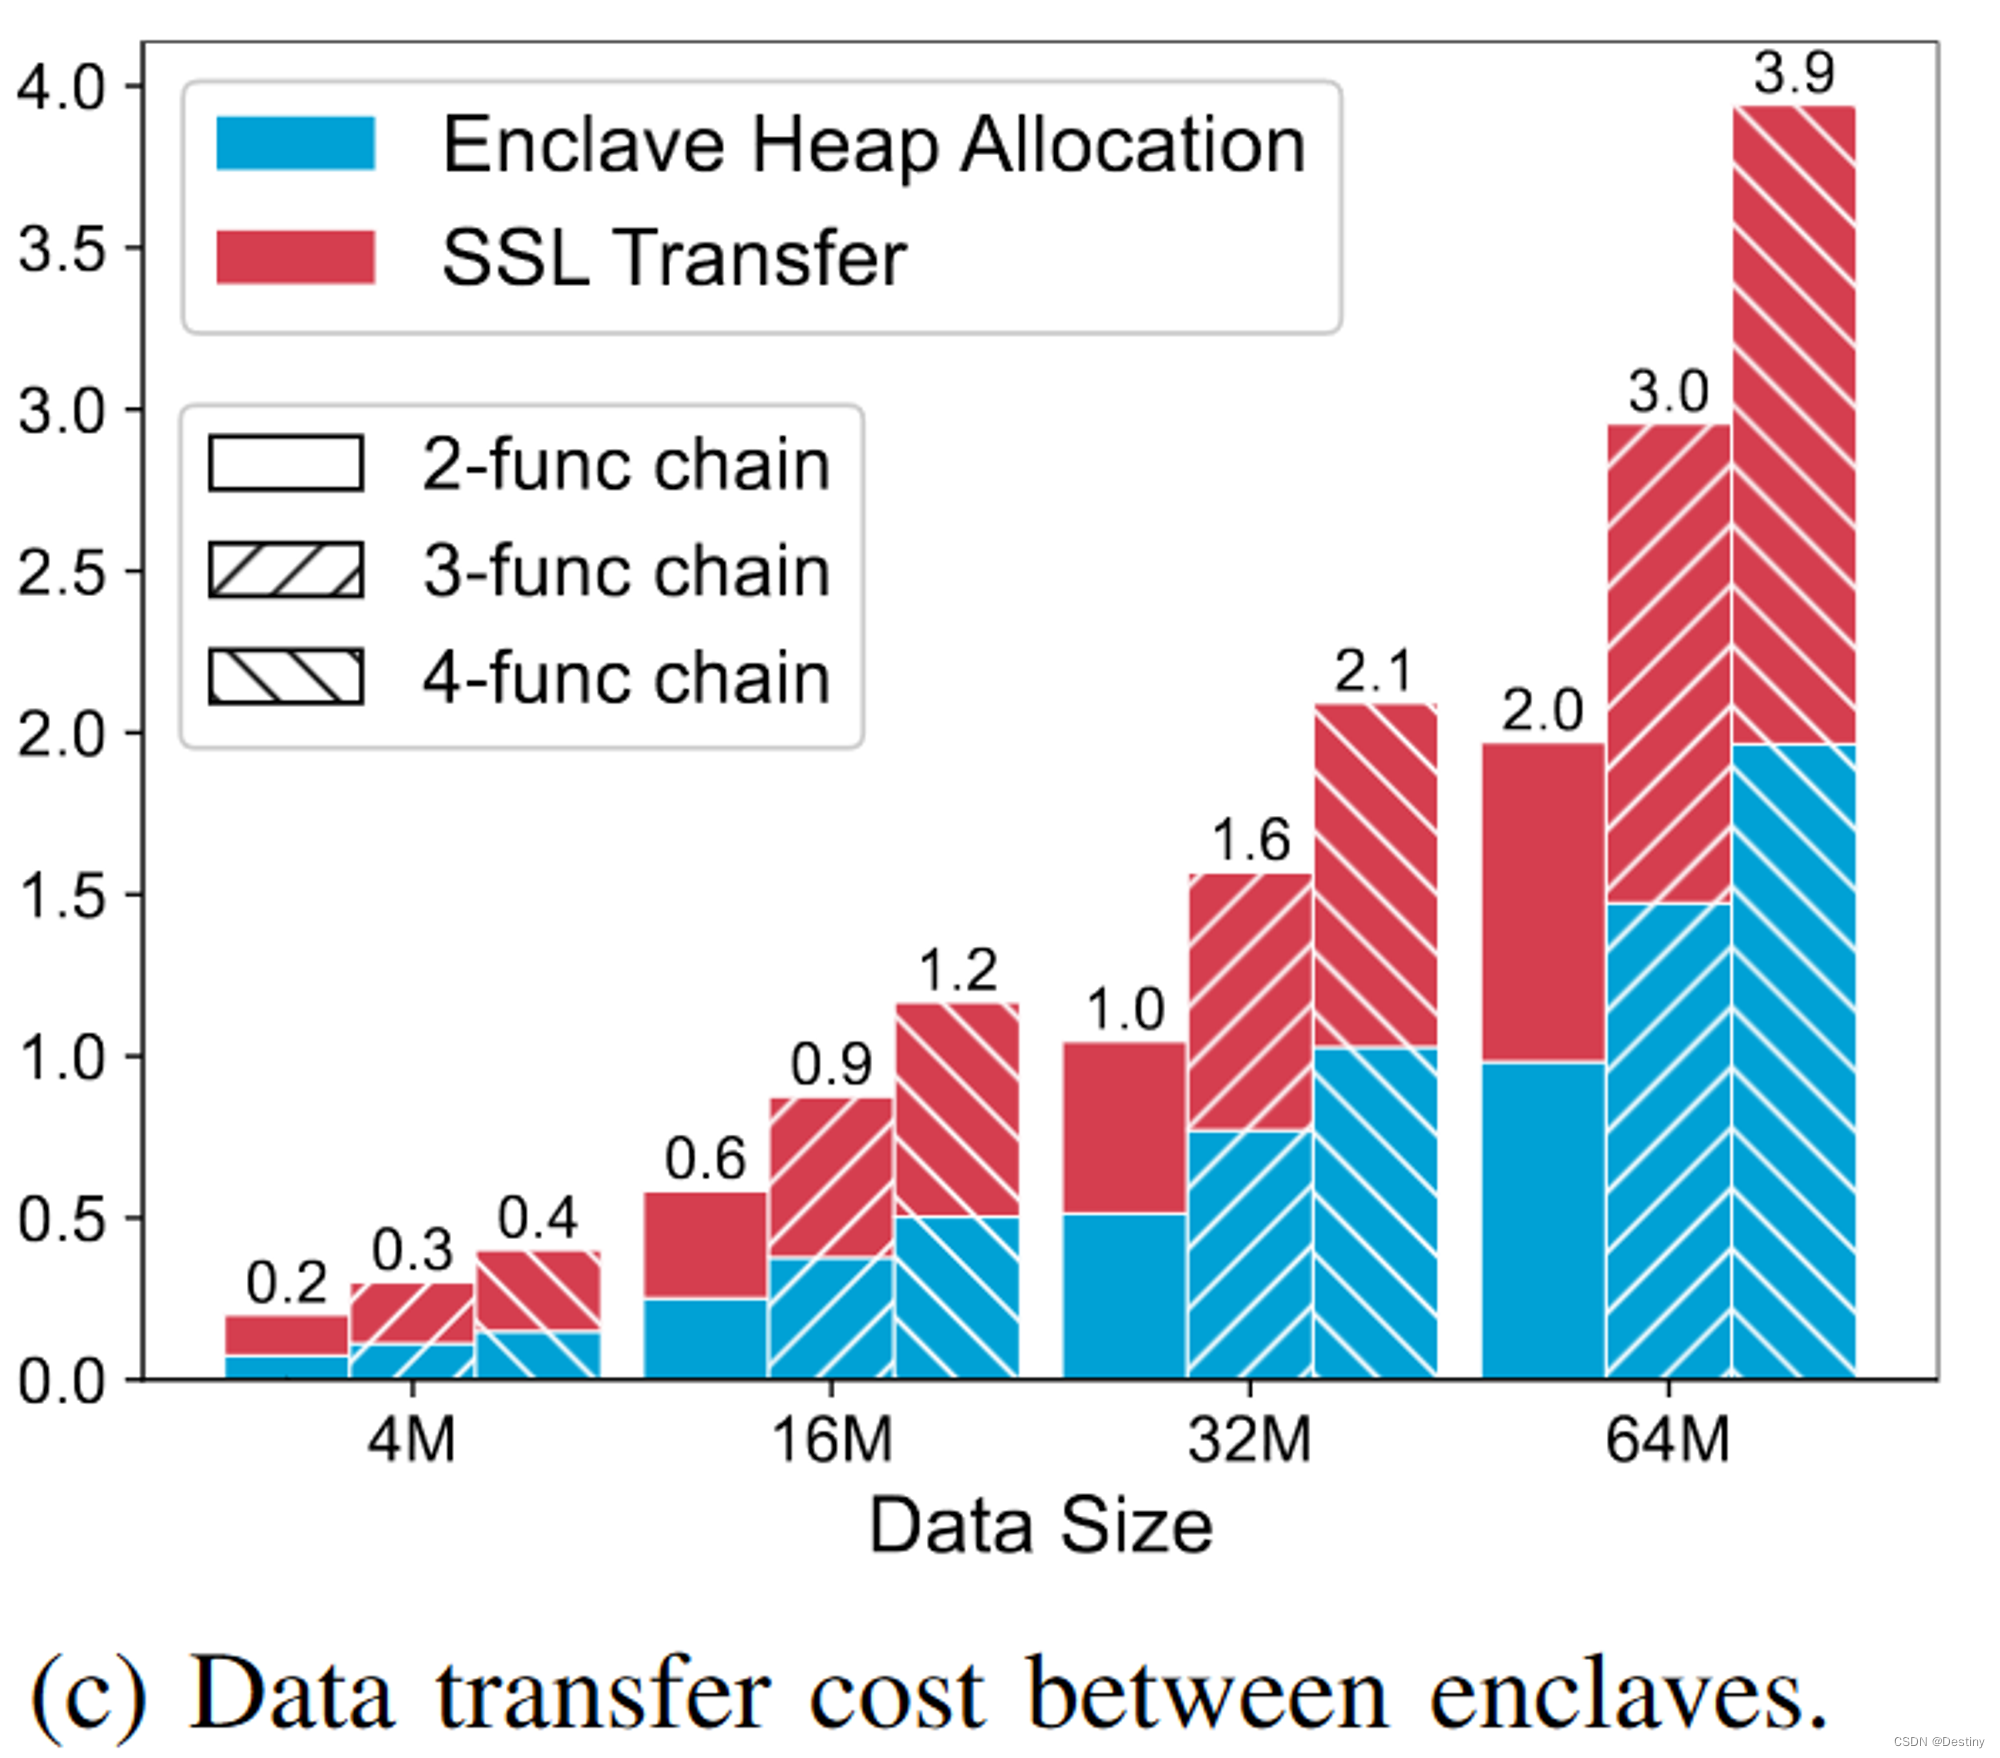 4.0
3.5
3.0
2.5
2.0
1.5
1.0
0.5
0.0
Enclave Heap Allocation
SSL Transfer
2-func chain
3-func chain
4-func chain
0.2
0.3
0.4
0.6
0.9
1.2
1.0
1.6
2.1
2.0
3.0
3.9
4M
16M
32M
64M
Data Size
(c) Data transfer cost between enclaves.
CSDN @Destiny